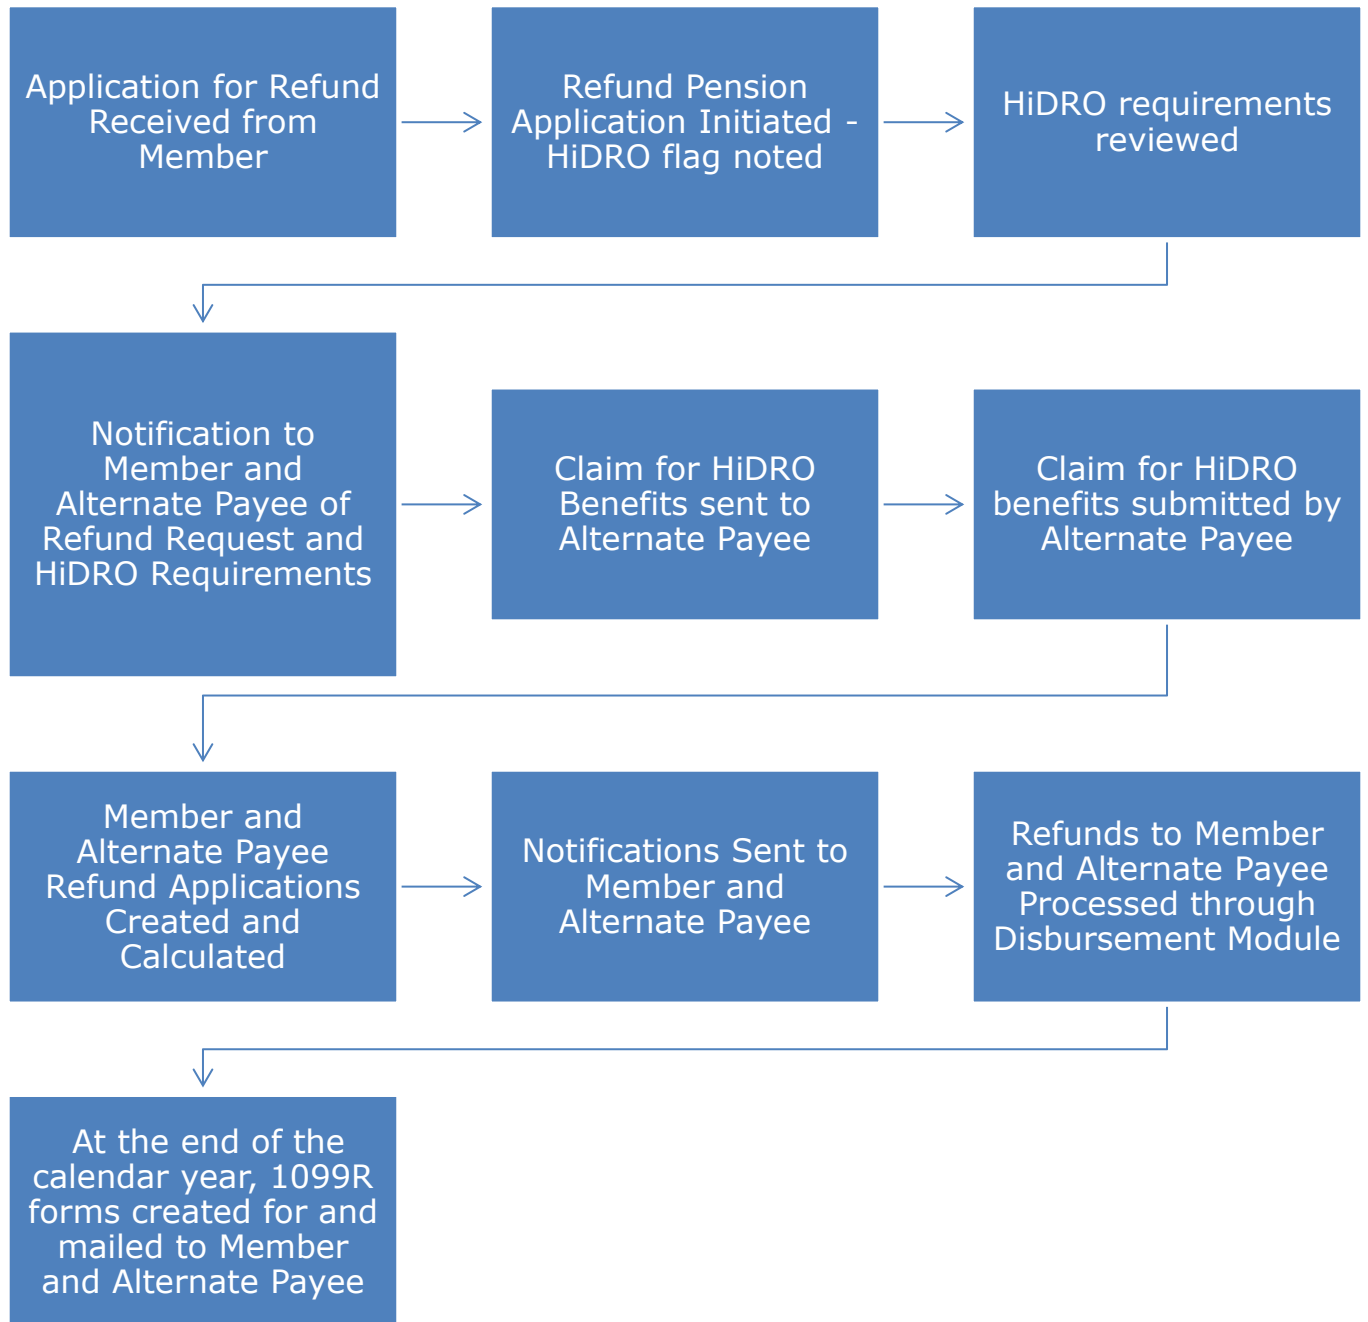 Application for Refund
Received from
Member
Refund Pension
Application Initiated -
HiDRO flag noted
HiDRO requirements
reviewed
Notification to
Member and
Alternate Payee of
Refund Request and
HiDRO Requirements
Claim for HiDRO
Benefits sent to
Alternate Payee
Claim for HiDRO
benefits submitted by
Alternate Payee
Member and
Alternate Payee
Refund Applications
Created and
Calculated
Notifications Sent to
Member and
Alternate Payee
Refunds to Member
and Alternate Payee
Processed through
Disbursement Module
At the end of the
calendar year, 1099R
forms created for and
mailed to Member
and Alternate Payee